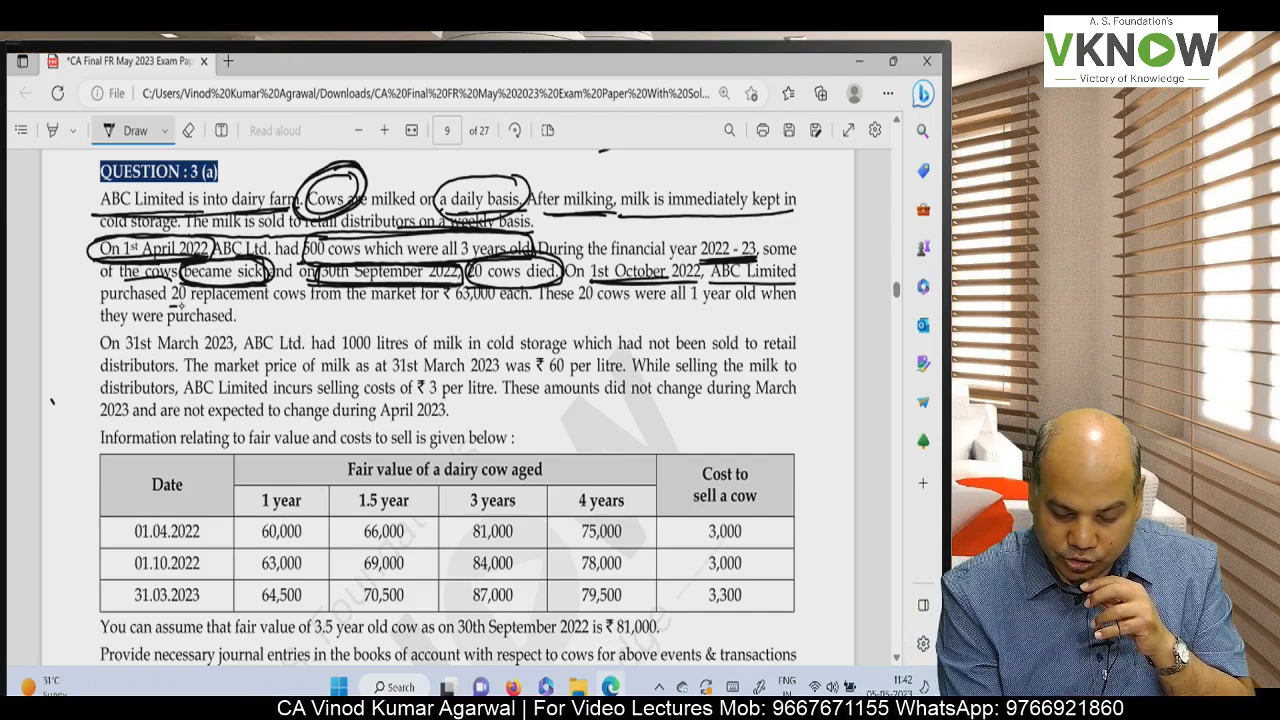 A. S. Foundation's
VKNOW
Victory of Knowledge
*CA Final FR May 2023 Exam Pap
File
C:/Users/Vinod%20Kumar%20Agrawal/Downloads/CA%20Final%20FR%20May%202023%20Exam%20Paper%20With%20Sol...
Draw
Read aloud
9 of 27
QUESTION : 3 (a)
ABC Limited is into dairy farm. Cows are milked on a daily basis. After milking, milk is immediately kept in
cold storage. The milk is sold to retail distributors on a weekly basis.
On 1st April 2022 ABC Ltd. had 500 cows which were all 3 years old. During the financial year 2022 - 23, some
of the cows became sick and on 30th September 2022, 20 cows died. On 1st October 2022, ABC Limited
purchased 20 replacement cows from the market for ₹ 63,000 each. These 20 cows were all 1 year old when
they were purchased.
On 31st March 2023, ABC Ltd. had 1000 litres of milk in cold storage which had not been sold to retail
distributors. The market price of milk as at 31st March 2023 was ₹ 60 per litre. While selling the milk to
distributors, ABC Limited incurs selling costs of ₹ 3 per litre. These amounts did not change during March
2023 and are not expected to change during April 2023.
Information relating to fair value and costs to sell is given below :
Date Fair value of a dairy cow aged Cost to sell a cow
1 year 1.5 year 3 years 4 years
01.04.2022 60,000 66,000 81,000 75,000 3,000
01.10.2022 63,000 69,000 84,000 78,000 3,000
31.03.2023 64,500 70,500 87,000 79,500 3,300
You can assume that fair value of 3.5 year old cow as on 30th September 2022 is ₹ 81,000.
Provide necessary journal entries in the books of account with respect to cows for above events & transactions
31°C
Sunny
Search
ENG
IN
11:42
05-05-2023
CA Vinod Kumar Agarwal | For Video Lectures Mob: 9667671155 WhatsApp: 9766921860